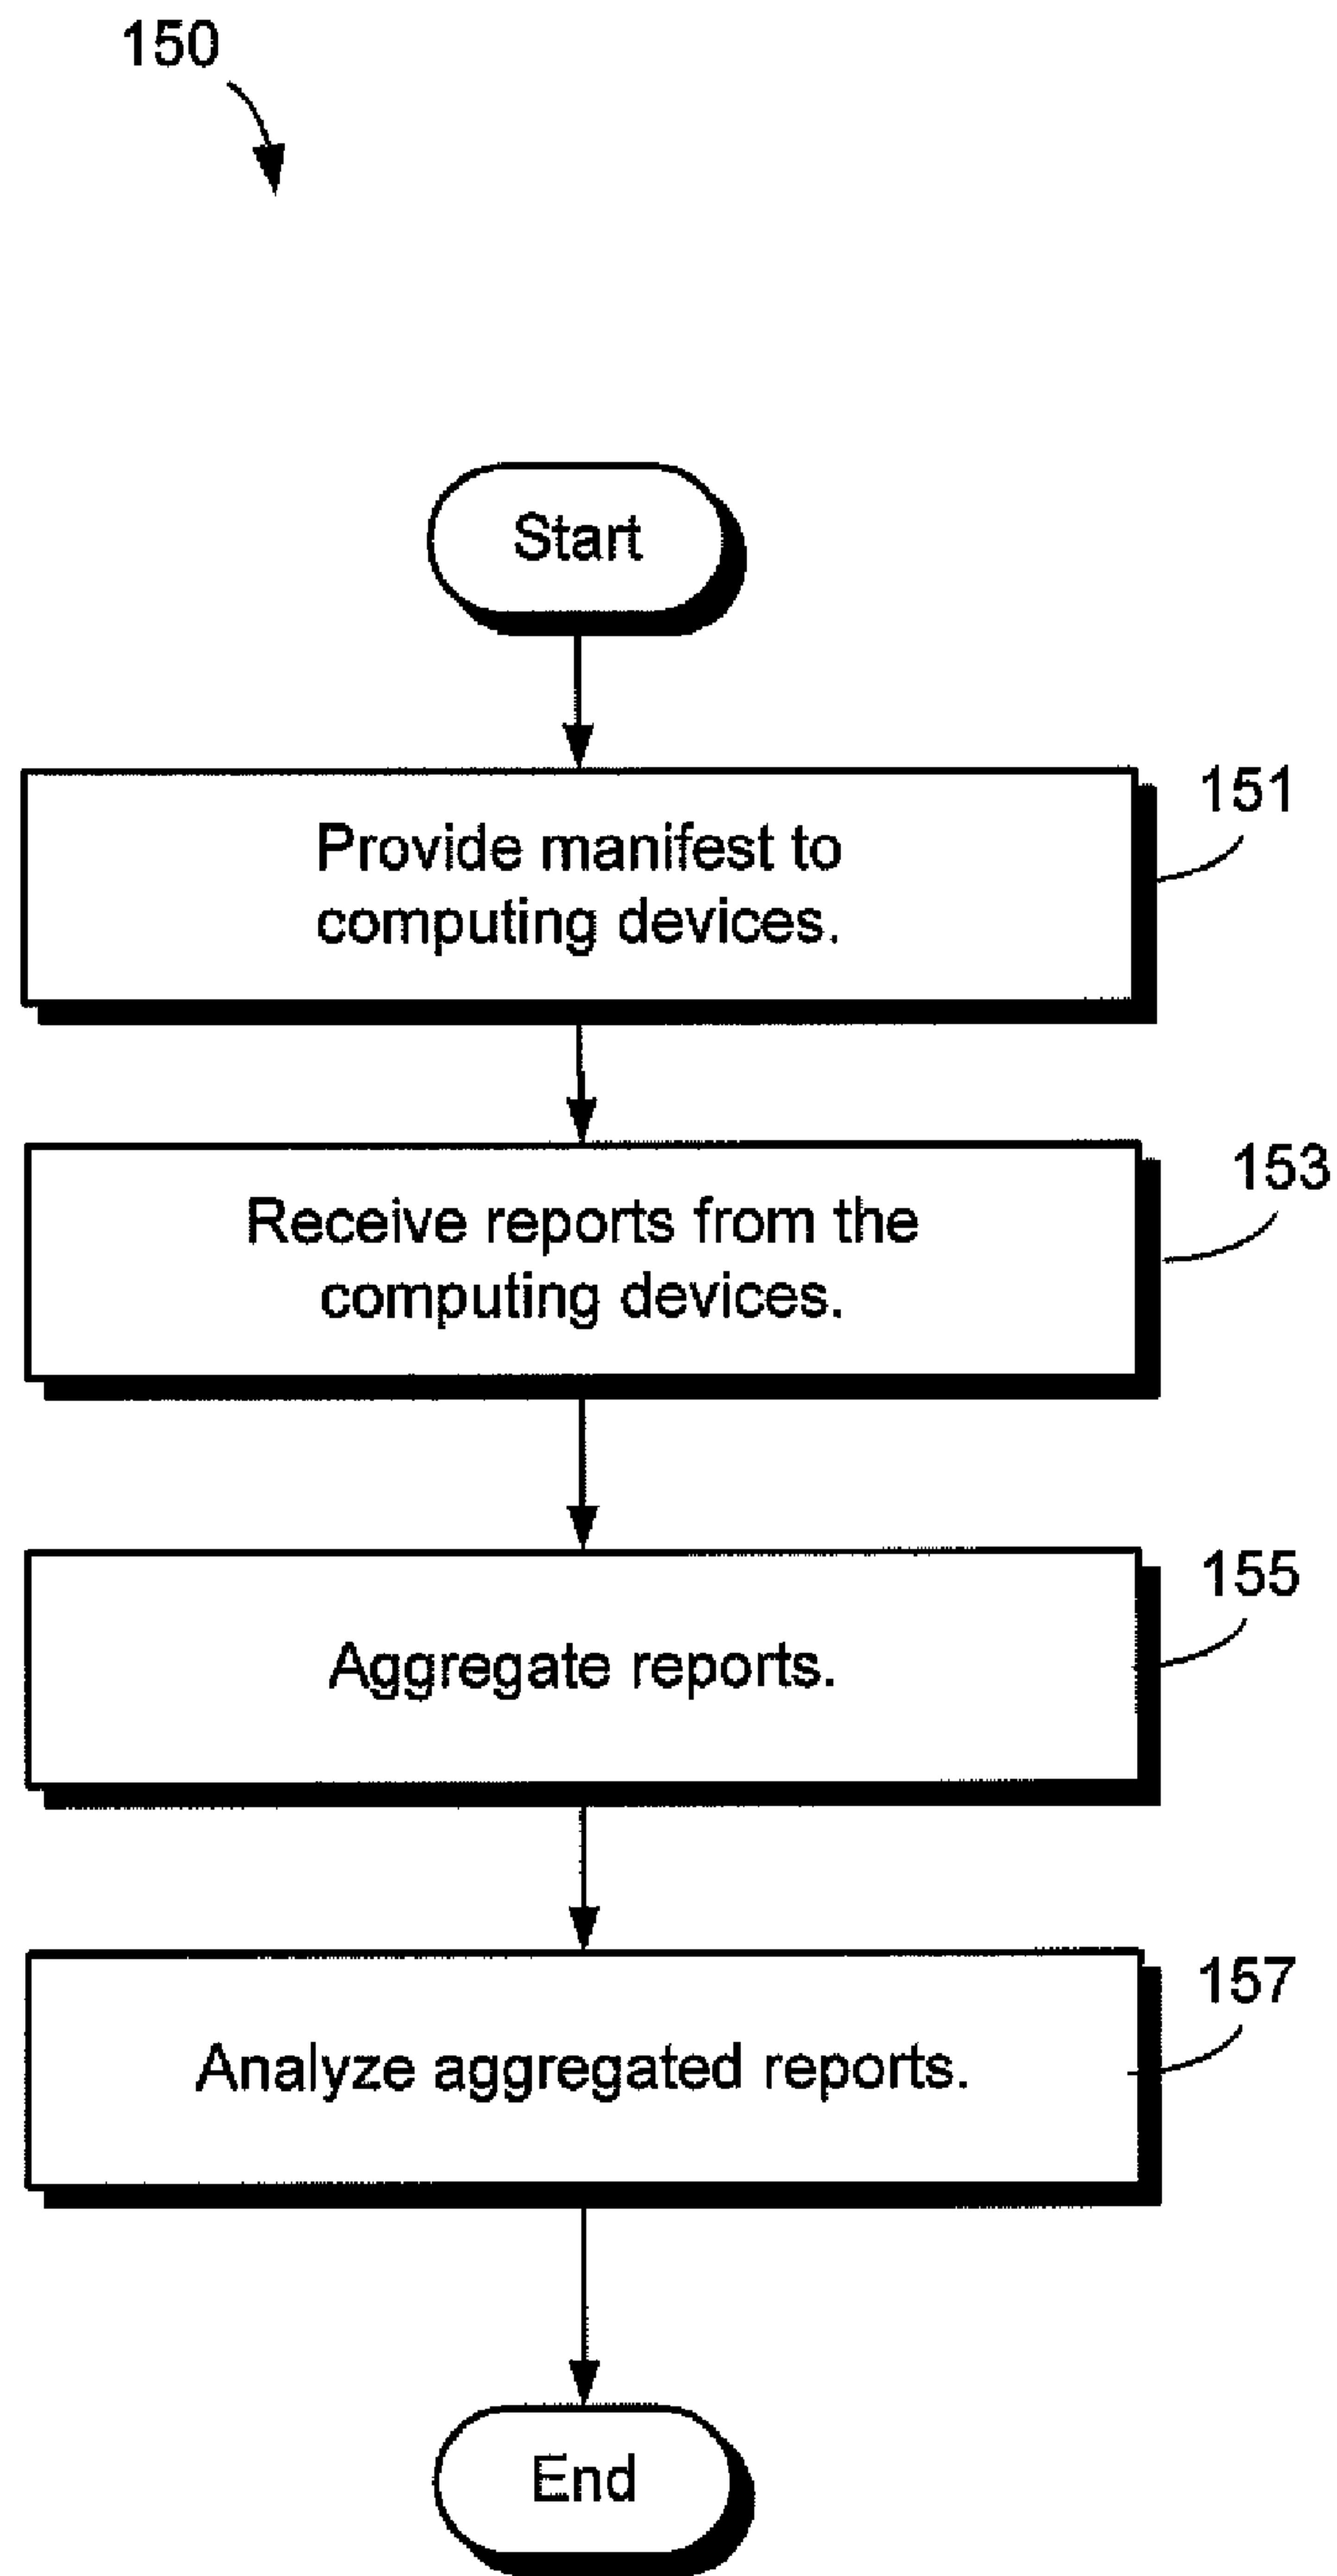 150
Start
Provide manifest to
computing devices.
151
Receive reports from the
computing devices.
153
Aggregate reports.
155
Analyze aggregated reports.
157
End